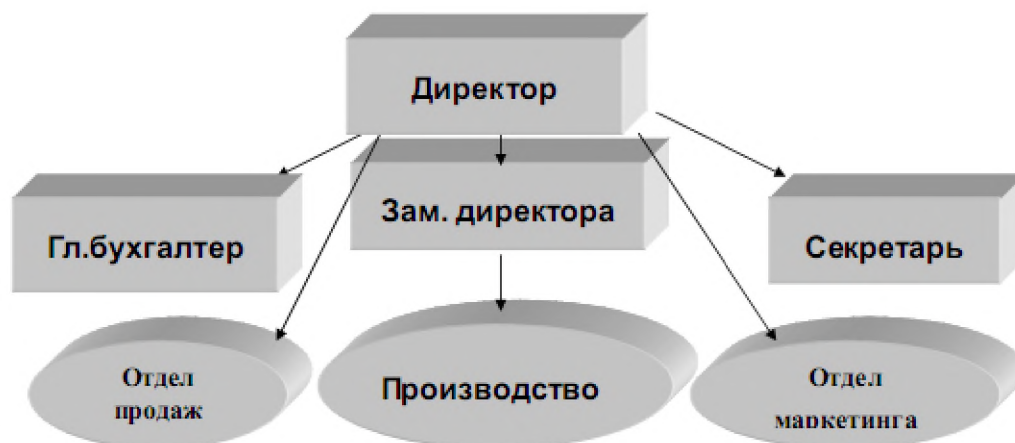 Директор
Гл.бухгалтер
Зам. директора
Секретарь
Отдел
продаж
Производство
Отдел
маркетинга